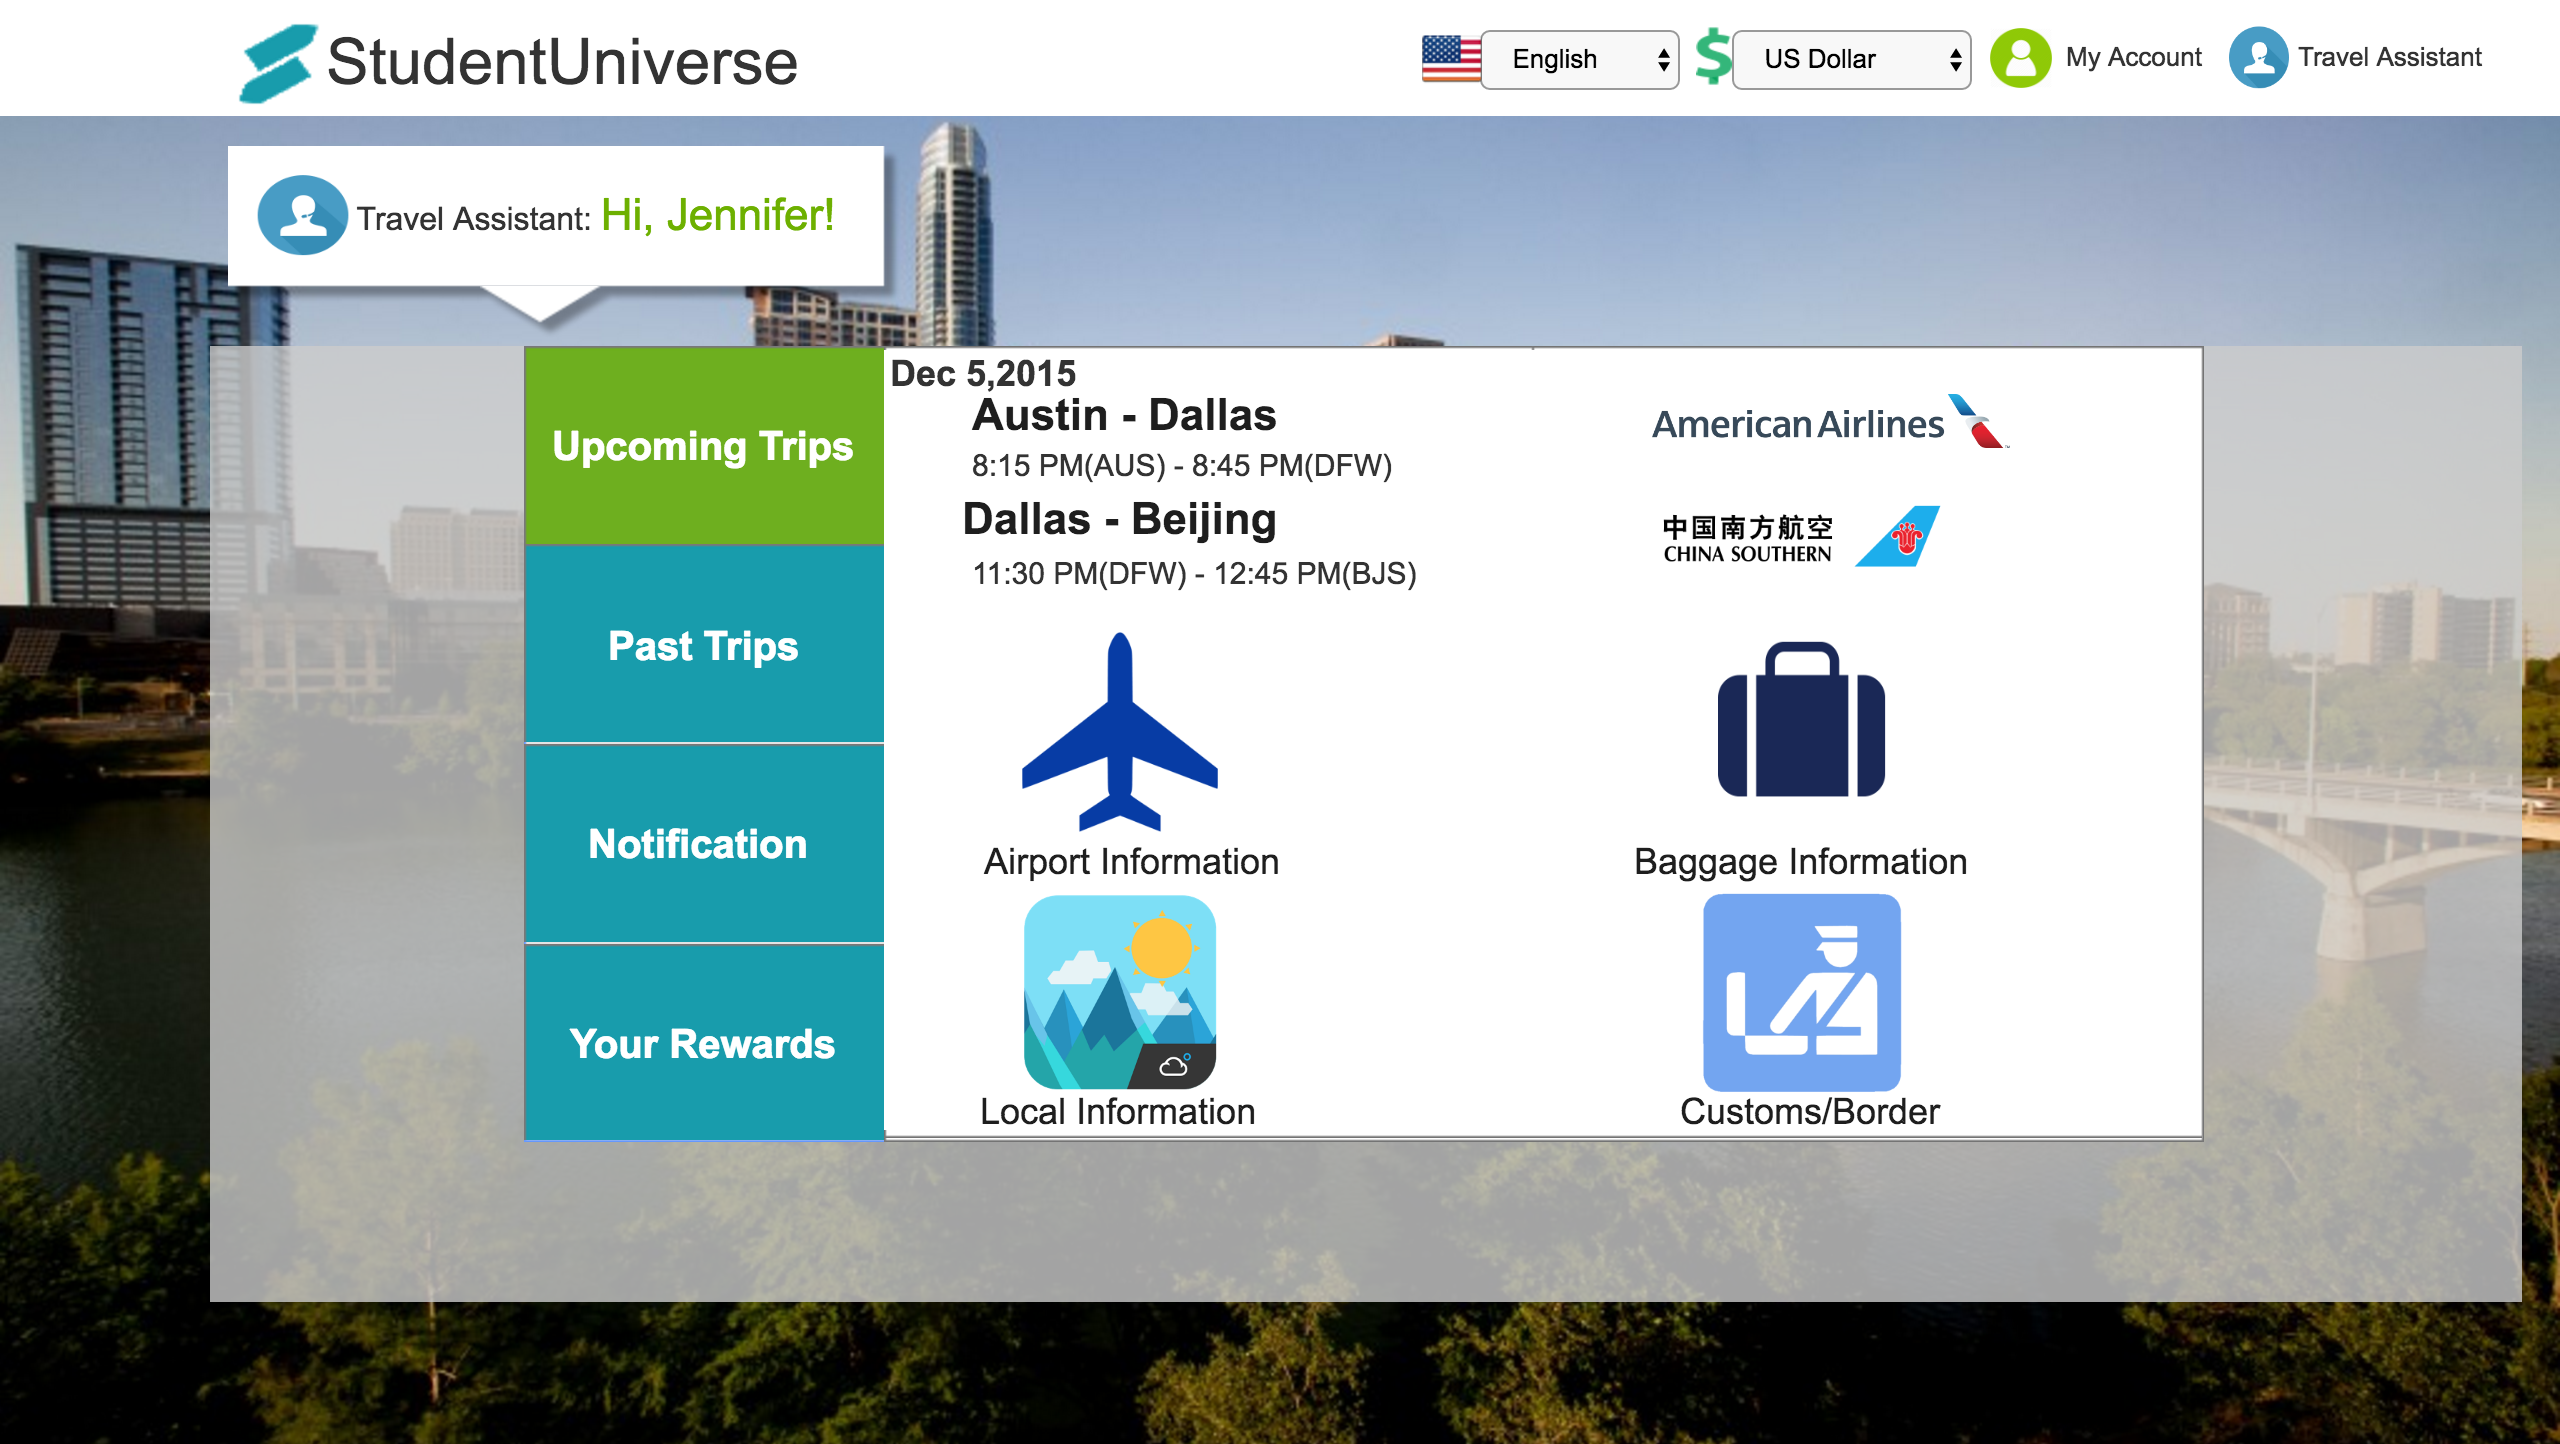 StudentUniverse
English
$
US Dollar
My Account
Travel Assistant
Travel Assistant: Hi, Jennifer!
Upcoming Trips
Past Trips
Notification
Your Rewards
Dec 5,2015
Austin - Dallas
8:15 PM(AUS) - 8:45 PM(DFW)
American Airlines
Dallas - Beijing
11:30 PM(DFW) - 12:45 PM(BJS)
中国南方航空
CHINA SOUTHERN
Airport Information
Baggage Information
Local Information
Customs/Border